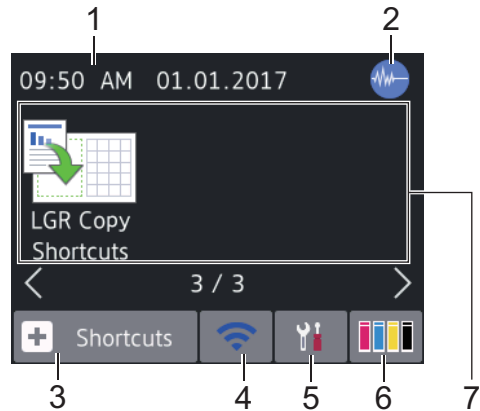 1 2
09:50 AM 01.01.2017
LGR Copy
Shortcuts
< 3 / 3 >
Shortcuts
3 4 5 6 7